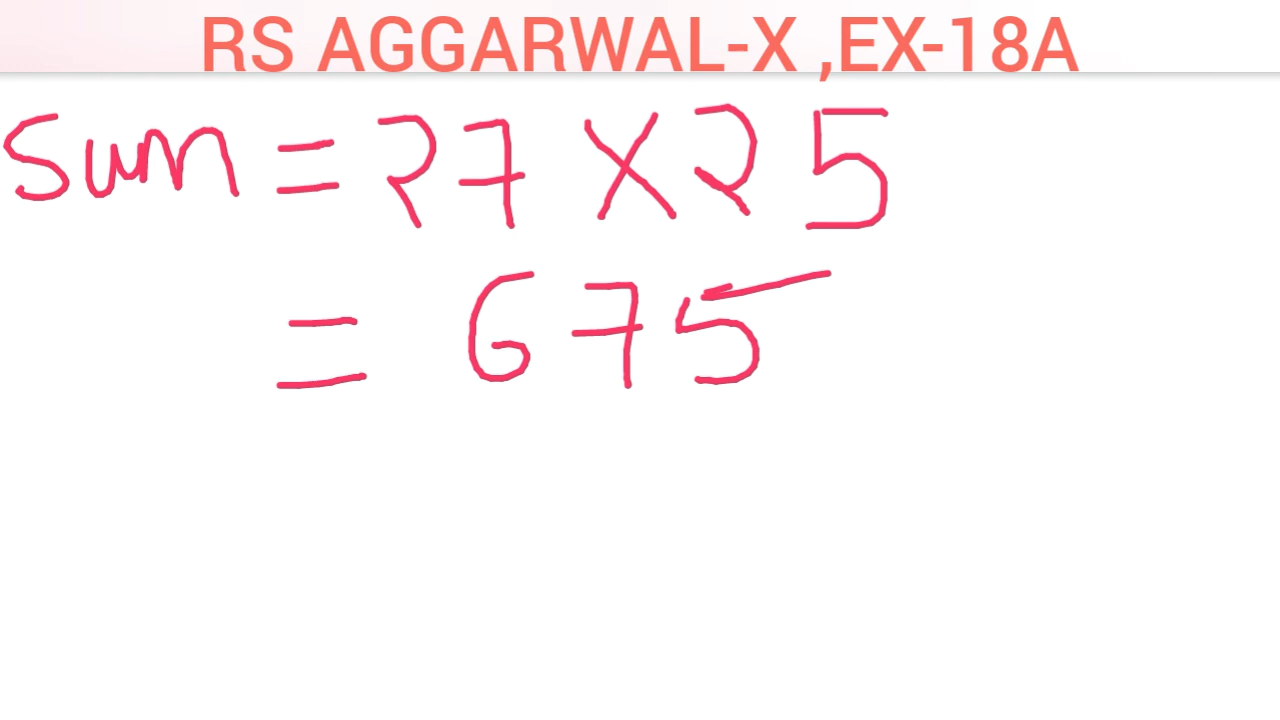 RS AGGARWAL-X ,EX-18A
Sum = 27 X 25
= 675